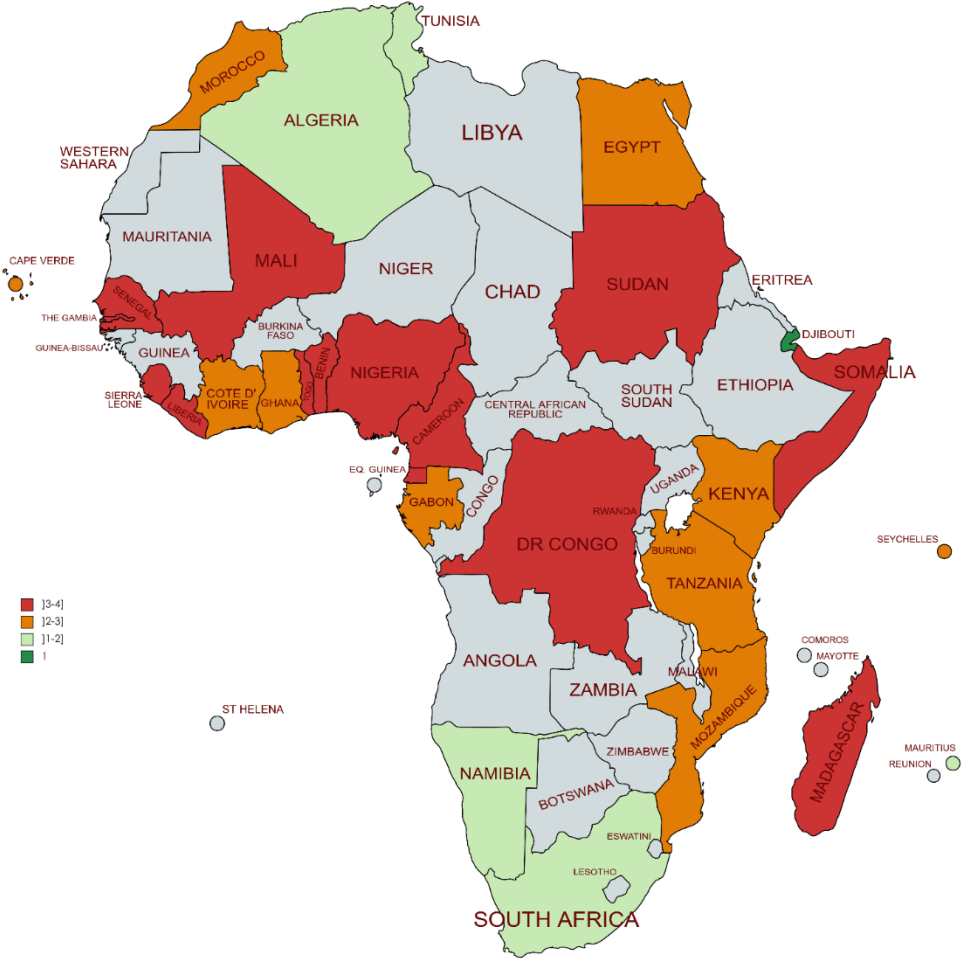 TUNISIA
MOROCCO
ALGERIA
LIBYA
EGYPT
WESTERN
SAHARA
MAURITANIA
MALI
NIGER
CHAD
SUDAN
ERITREA
CAPE VERDE
SENEGAL
THE GAMBIA
GUINEA-BISSAU
GUINEA
BURKINA
FASO
BENIN
TOGO
NIGERIA
DJIBOUTI
SOMALIA
ETHIOPIA
SOUTH
SUDAN
CENTRAL AFRICAN
REPUBLIC
SIERRA
LEONE
LIBERIA
COTE D'
IVOIRE
GHANA
CAMEROON
EQ. GUINEA
GABON
CONGO
UGANDA
KENYA
RWANDA
DR CONGO
BURUNDI
TANZANIA
SEYCHELLES
]3-4]
]2-3]
]1-2]
1
ANGOLA
ZAMBIA
MALAWI
COMOROS
MAYOTTE
MOZAMBIQUE
ST HELENA
MADAGASCAR
ZIMBABWE
MAURITIUS
REUNION
NAMIBIA
BOTSWANA
ESWATINI
LESOTHO
SOUTH AFRICA